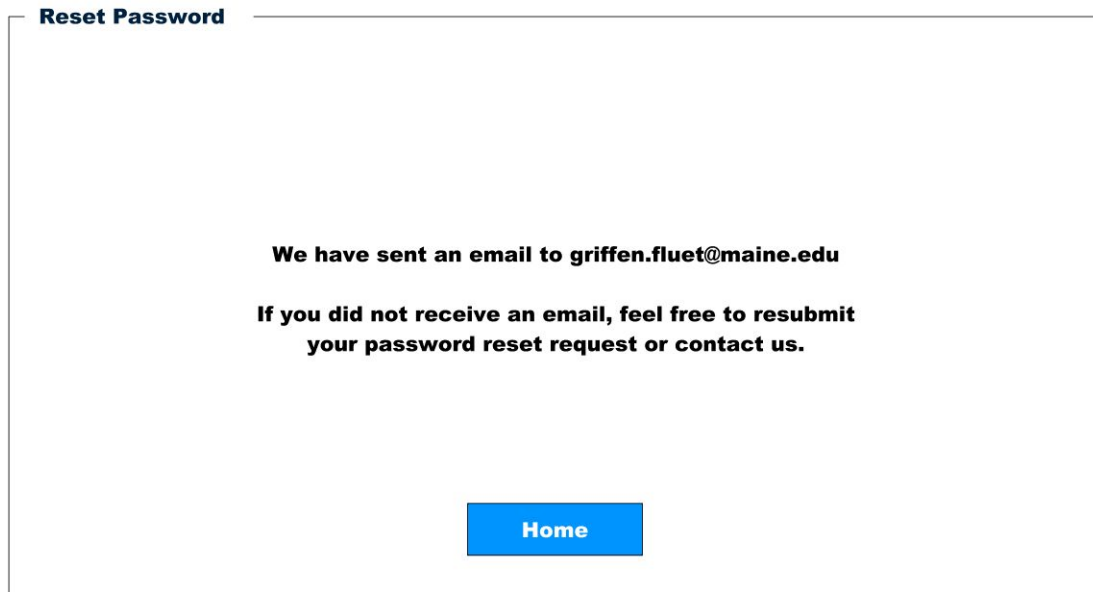 Reset Password
We have sent an email to griffen.fluet@maine.edu
If you did not receive an email, feel free to resubmit
your password reset request or contact us.
Home